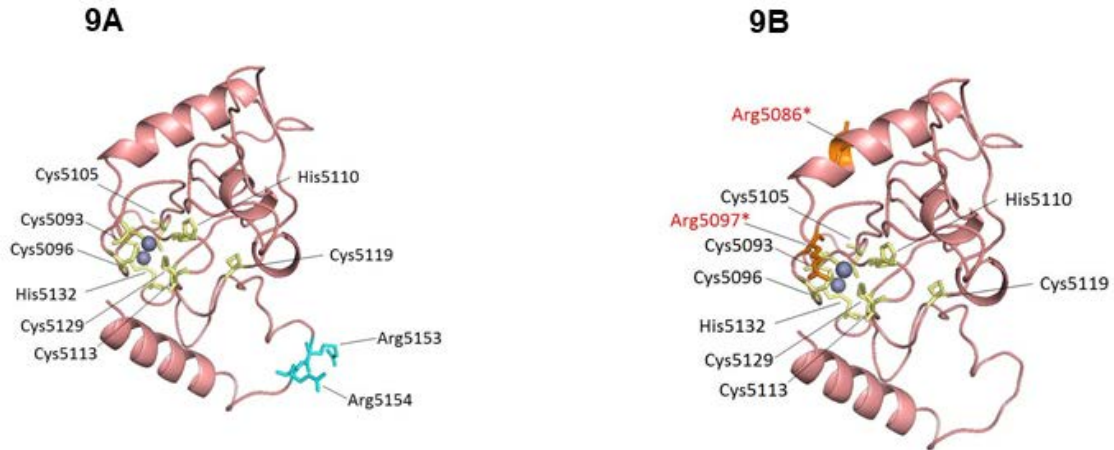 9A
Cys5105
Cys5093
Cys5096
His5132
Cys5129
Cys5113
His5110
Cys5119
Arg5153
Arg5154
9B
Arg5086*
Cys5105
Arg5097*
Cys5093
Cys5096
His5132
Cys5129
Cys5113
His5110
Cys5119